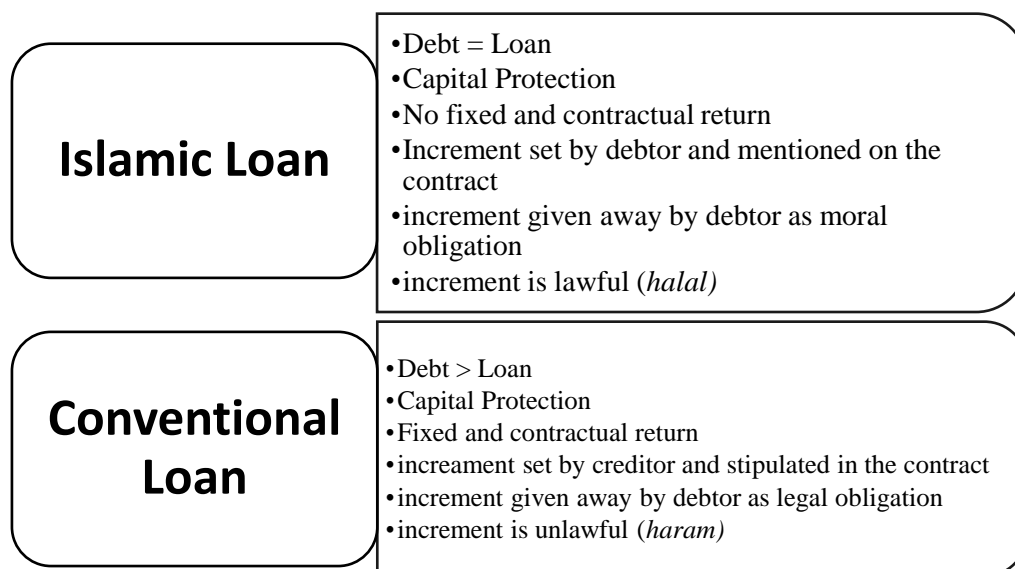 Islamic Loan
•Debt = Loan
•Capital Protection
•No fixed and contractual return
•Increment set by debtor and mentioned on the
contract
•increment given away by debtor as moral
obligation
•increment is lawful (halal)
Conventional
Loan
•Debt > Loan
•Capital Protection
•Fixed and contractual return
•increament set by creditor and stipulated in the contract
•increment given away by debtor as legal obligation
•increment is unlawful (haram)